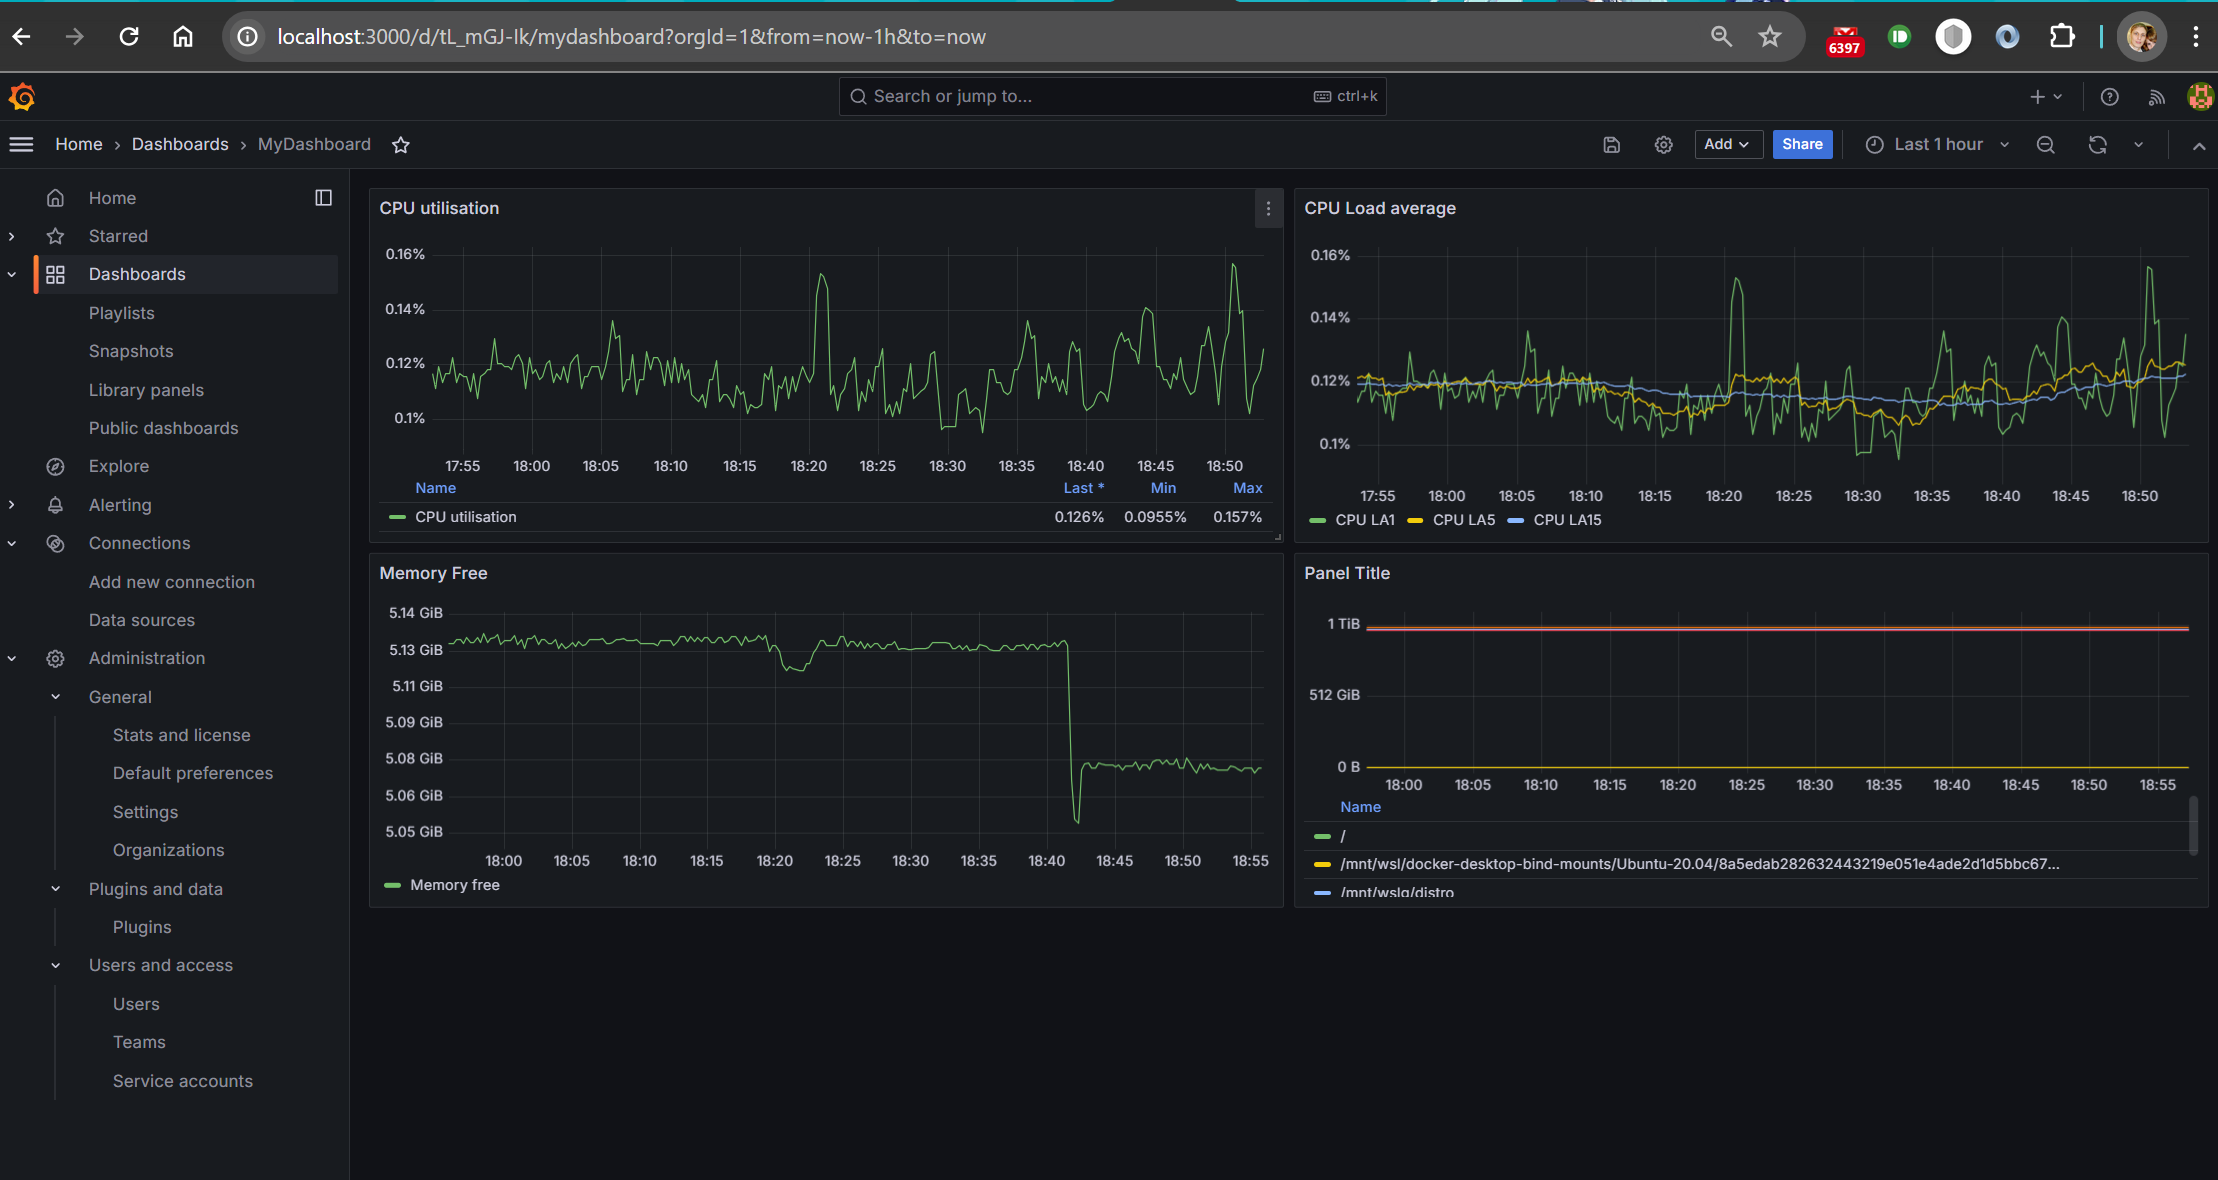 localhost:3000/d/tL_mGJ-Ik/mydashboard?orgId=1&from=now-1h&to=now
6397
Search or jump to...
ctrl+k
Home › Dashboards › MyDashboard
Add
Share
Last 1 hour
Home
Starred
Dashboards
Playlists
Snapshots
Library panels
Public dashboards
Explore
Alerting
Connections
Add new connection
Data sources
Administration
General
Stats and license
Default preferences
Settings
Organizations
Plugins and data
Plugins
Users and access
Users
Teams
Service accounts
CPU utilisation
0.16%
0.14%
0.12%
0.1%
17:55 18:00 18:05 18:10 18:15 18:20 18:25 18:30 18:35 18:40 18:45 18:50
Name Last * Min Max
CPU utilisation 0.126% 0.0955% 0.157%
CPU Load average
0.16%
0.14%
0.12%
0.1%
17:55 18:00 18:05 18:10 18:15 18:20 18:25 18:30 18:35 18:40 18:45 18:50
CPU LA1 CPU LA5 CPU LA15
Memory Free
5.14 GiB
5.13 GiB
5.11 GiB
5.09 GiB
5.08 GiB
5.06 GiB
5.05 GiB
18:00 18:05 18:10 18:15 18:20 18:25 18:30 18:35 18:40 18:45 18:50 18:55
Memory free
Panel Title
1 TiB
512 GiB
0 B
18:00 18:05 18:10 18:15 18:20 18:25 18:30 18:35 18:40 18:45 18:50 18:55
Name
/
/mnt/wsl/docker-desktop-bind-mounts/Ubuntu-20.04/8a5edab282632443219e051e4ade2d1d5bbc67...
/mnt/wslg/distro